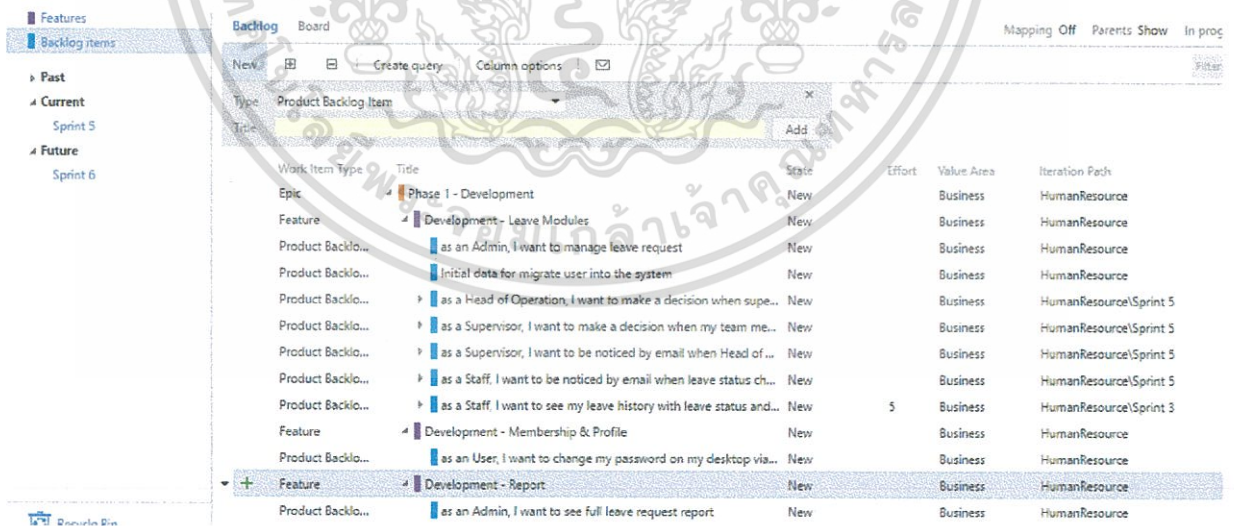 Features
Backlog items
Past
Current
Sprint 5
Future
Sprint 6
Recycle Bin
Backlog Board
Mapping Off Parents Show In prog
New Create query Column options Filter
Type Product Backlog Item
Title Add
Work Item Type Title State Effort Value Area Iteration Path
Epic Phase 1 - Development New Business HumanResource
Feature Development - Leave Modules New Business HumanResource
Product Backlo... as an Admin, I want to manage leave request New Business HumanResource
Product Backlo... Initial data for migrate user into the system New Business HumanResource
Product Backlo... as a Head of Operation, I want to make a decision when supe... New Business HumanResource\Sprint 5
Product Backlo... as a Supervisor, I want to make a decision when my team me... New Business HumanResource\Sprint 5
Product Backlo... as a Supervisor, I want to be noticed by email when Head of ... New Business HumanResource\Sprint 5
Product Backlo... as a Staff, I want to be noticed by email when leave status ch... New Business HumanResource\Sprint 5
Product Backlo... as a Staff, I want to see my leave history with leave status and... New 5 Business HumanResource\Sprint 3
Feature Development - Membership & Profile New Business HumanResource
Product Backlo... as an User, I want to change my password on my desktop via... New Business HumanResource
Feature Development - Report New Business HumanResource
Product Backlo... as an Admin, I want to see full leave request report New Business HumanResource